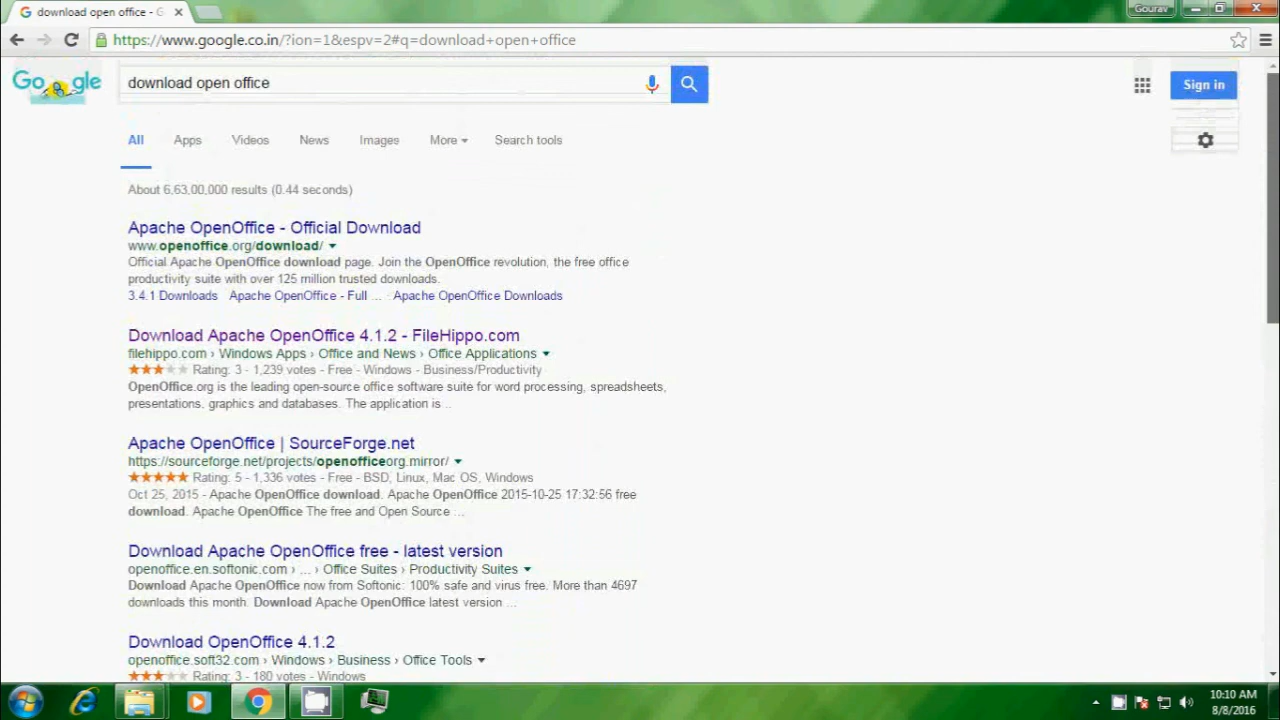 download open office - G
Gourav
https://www.google.co.in/?ion=1&espv=2#q=download+open+office
Google
download open office
Sign in
All Apps Videos News Images More Search tools
About 6,63,00,000 results (0.44 seconds)
Apache OpenOffice - Official Download
www.openoffice.org/download/
Official Apache OpenOffice download page. Join the OpenOffice revolution, the free office
productivity suite with over 125 million trusted downloads.
3.4.1 Downloads Apache OpenOffice - Full ... Apache OpenOffice Downloads
Download Apache OpenOffice 4.1.2 - FileHippo.com
filehippo.com › Windows Apps › Office and News › Office Applications
Rating: 3 - 1,239 votes - Free - Windows - Business/Productivity
OpenOffice.org is the leading open-source office software suite for word processing, spreadsheets,
presentations, graphics and databases. The application is ..
Apache OpenOffice | SourceForge.net
https://sourceforge.net/projects/openofficeorg.mirror/
Rating: 5 - 1,336 votes - Free - BSD, Linux, Mac OS, Windows
Oct 25, 2015 - Apache OpenOffice download. Apache OpenOffice 2015-10-25 17:32:56 free
download. Apache OpenOffice The free and Open Source ...
Download Apache OpenOffice free - latest version
openoffice.en.softonic.com › ... › Office Suites › Productivity Suites
Download Apache OpenOffice now from Softonic: 100% safe and virus free. More than 4697
downloads this month. Download Apache OpenOffice latest version ...
Download OpenOffice 4.1.2
openoffice.soft32.com › Windows › Business › Office Tools
Rating: 3 - 180 votes - Windows
10:10 AM
8/8/2016